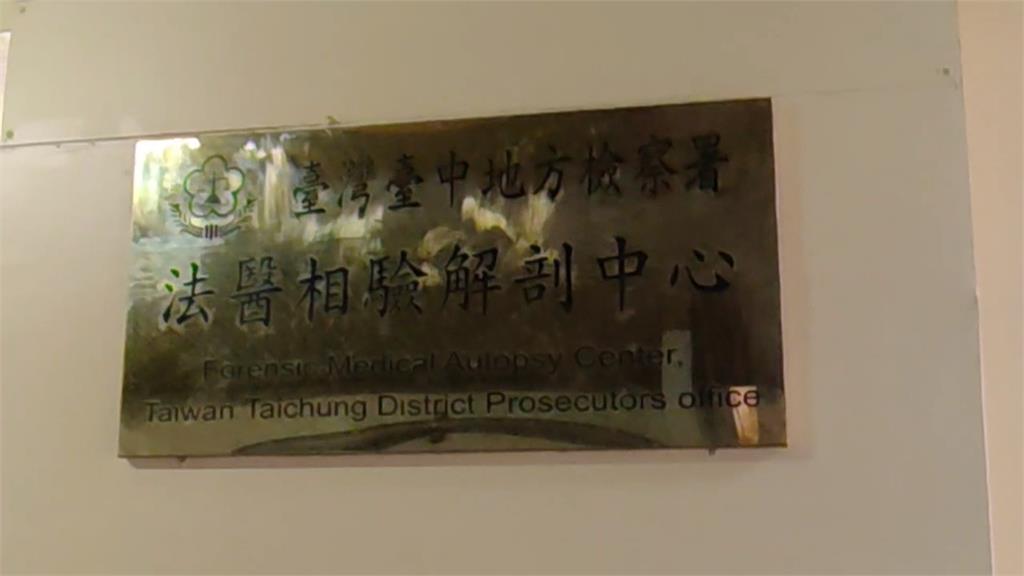 臺灣臺中地方檢察署
法醫相驗解剖中心
Forensic Medical Autopsy Center,
Taiwan Taichung District Prosecutors office